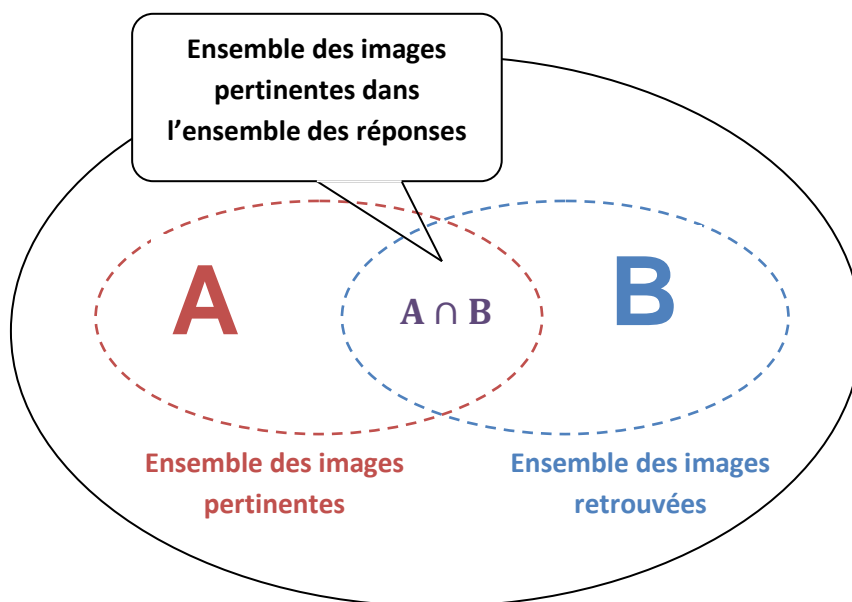 Ensemble des images
pertinentes dans
l’ensemble des réponses
A
A ∩ B
B
Ensemble des images
pertinentes
Ensemble des images
retrouvées